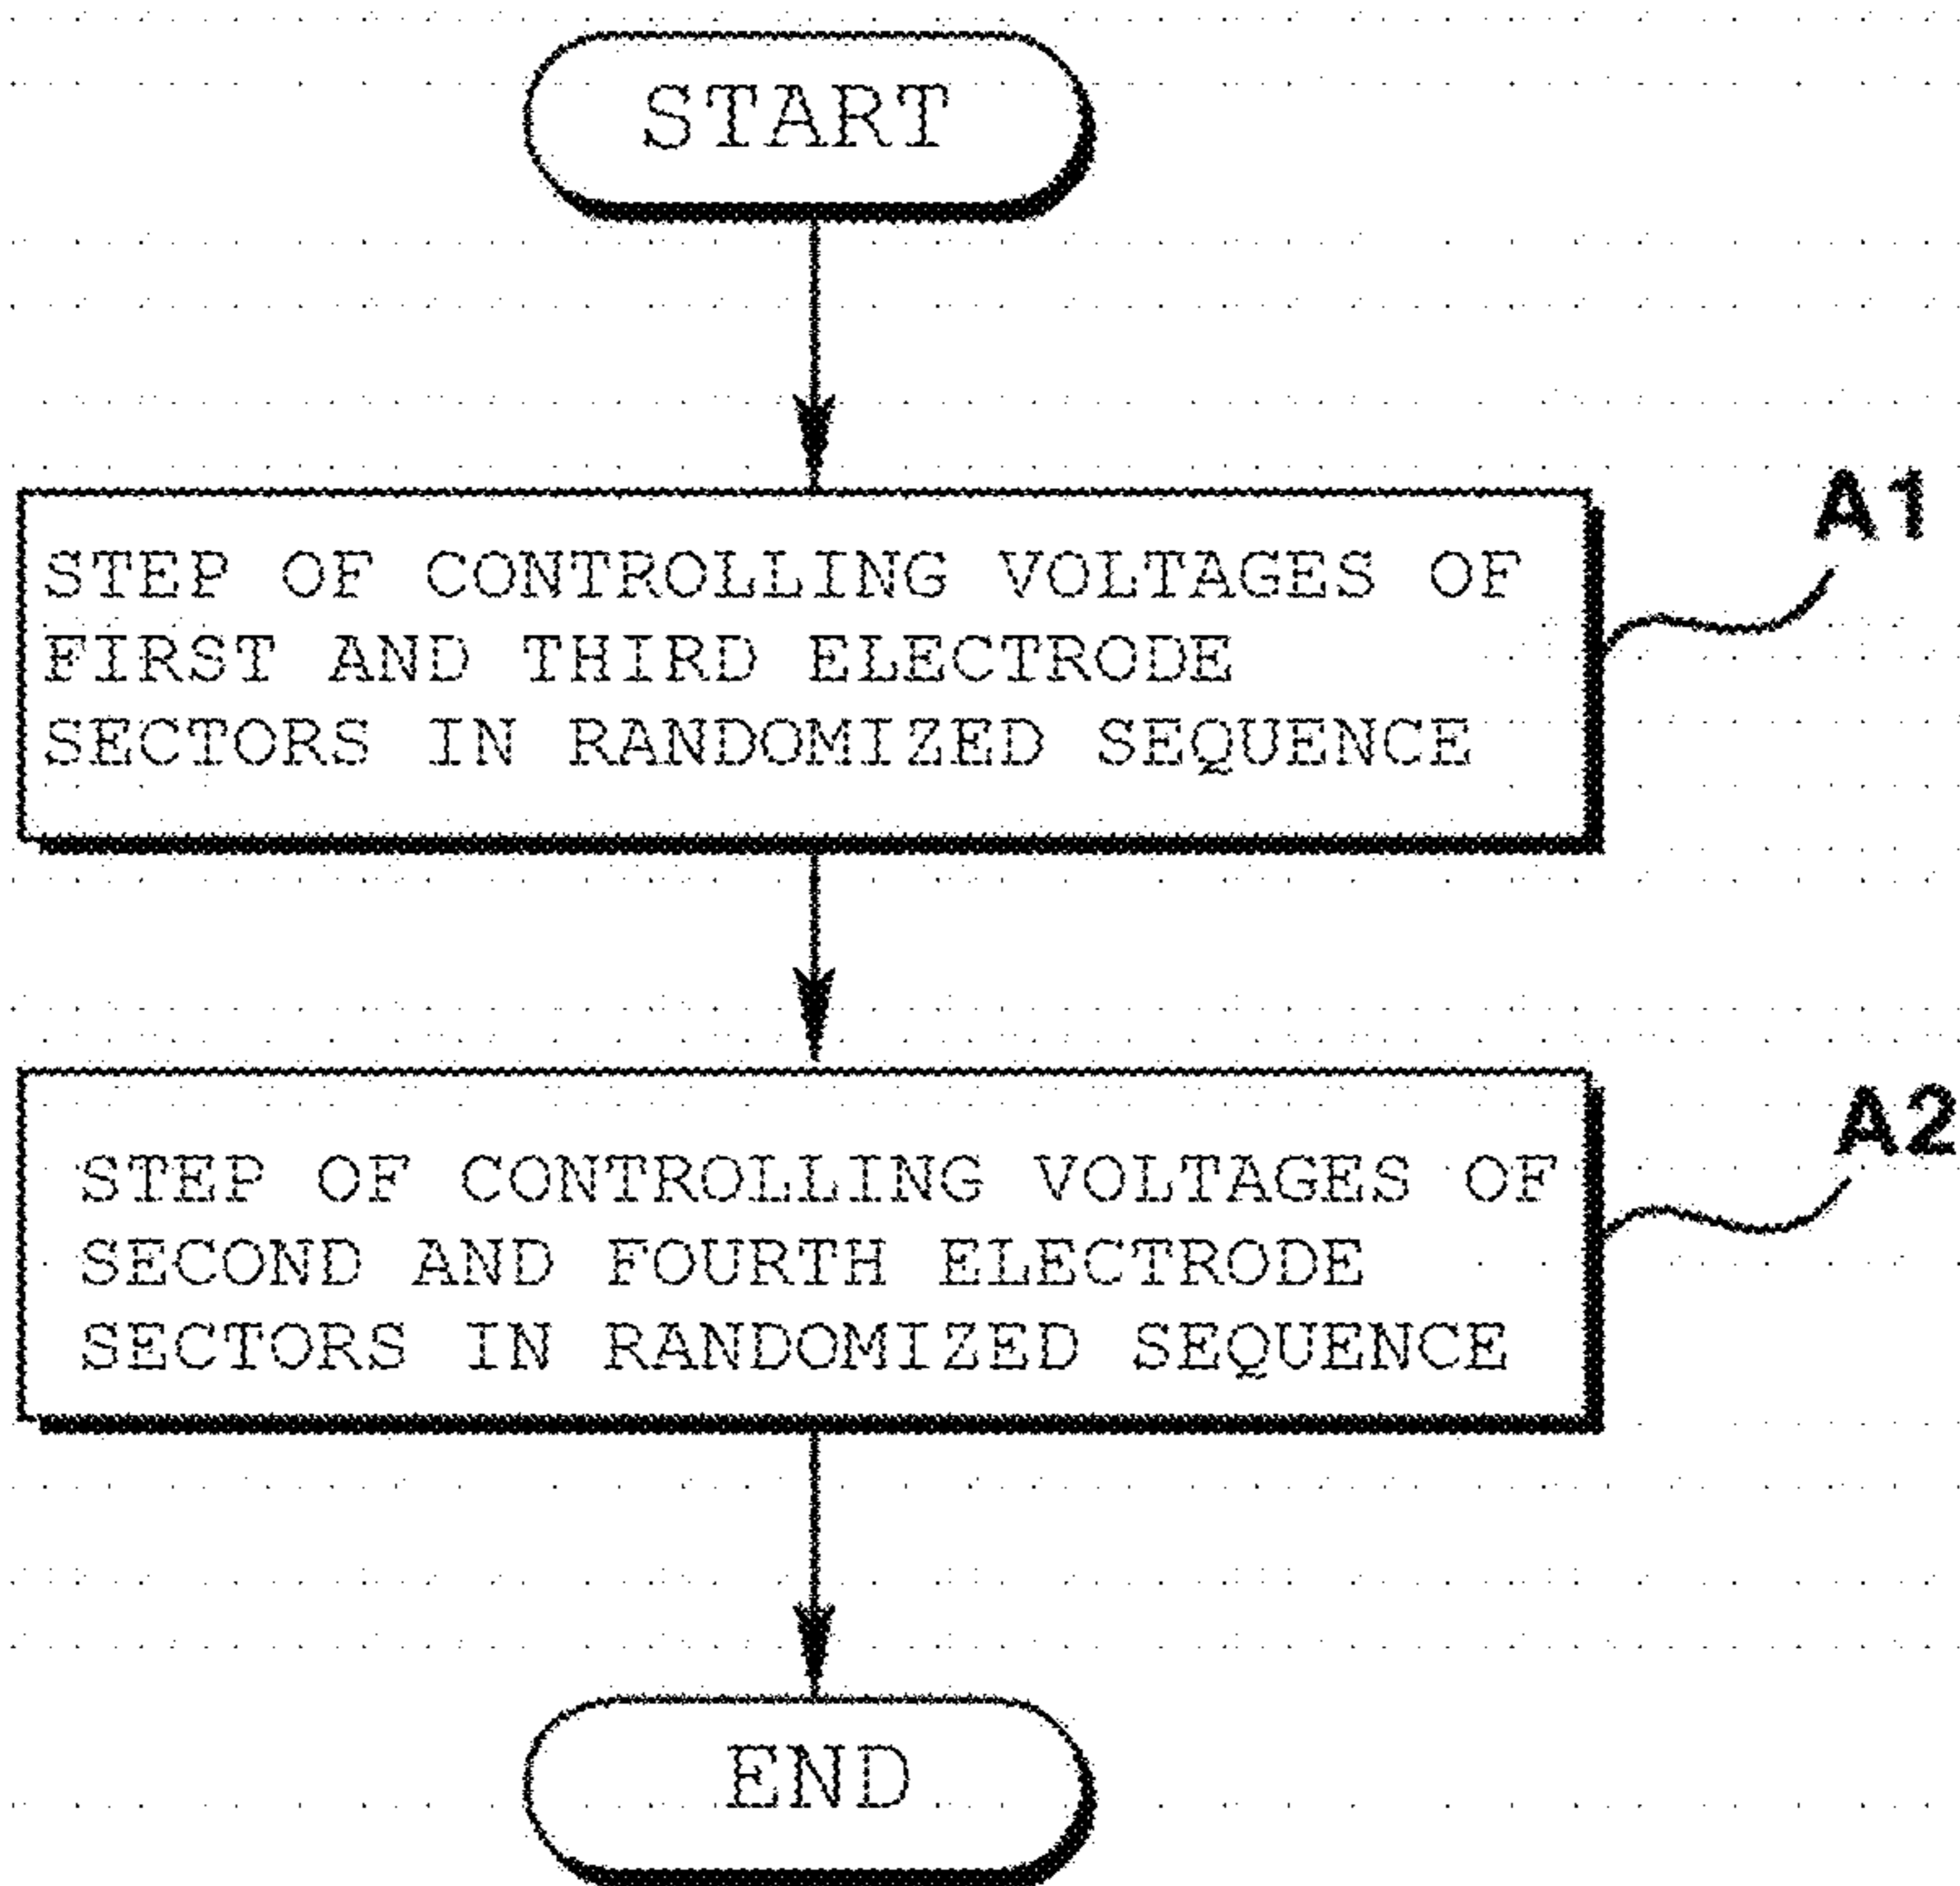 START
STEP OF CONTROLLING VOLTAGES OF
FIRST AND THIRD ELECTRODE
SECTORS IN RANDOMIZED SEQUENCE
A1
STEP OF CONTROLLING VOLTAGES OF
SECOND AND FOURTH ELECTRODE
SECTORS IN RANDOMIZED SEQUENCE
A2
END